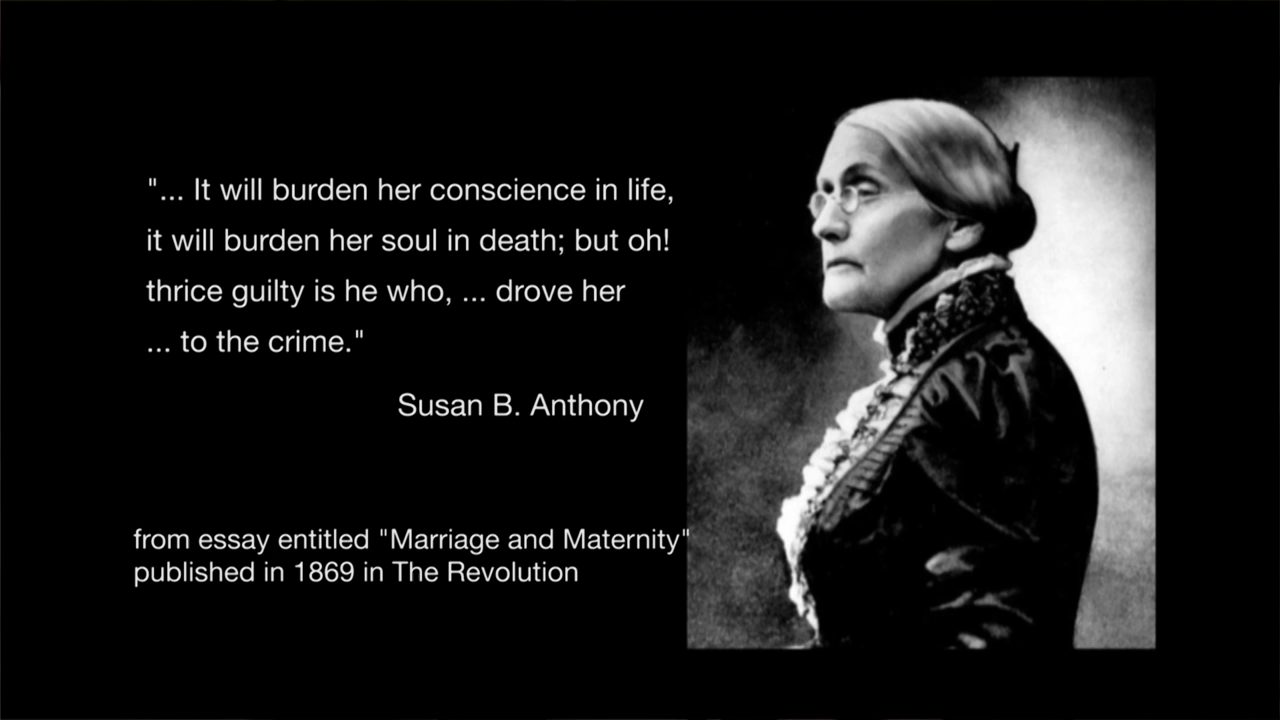 "... It will burden her conscience in life,
it will burden her soul in death; but oh!
thrice guilty is he who, ... drove her
... to the crime."
Susan B. Anthony
from essay entitled "Marriage and Maternity"
published in 1869 in The Revolution